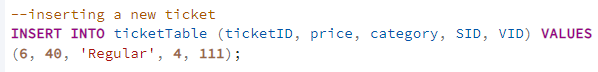 --inserting a new ticket
INSERT INTO ticketTable (ticketID, price, category, SID, VID) VALUES
(6, 40, 'Regular', 4, 111);